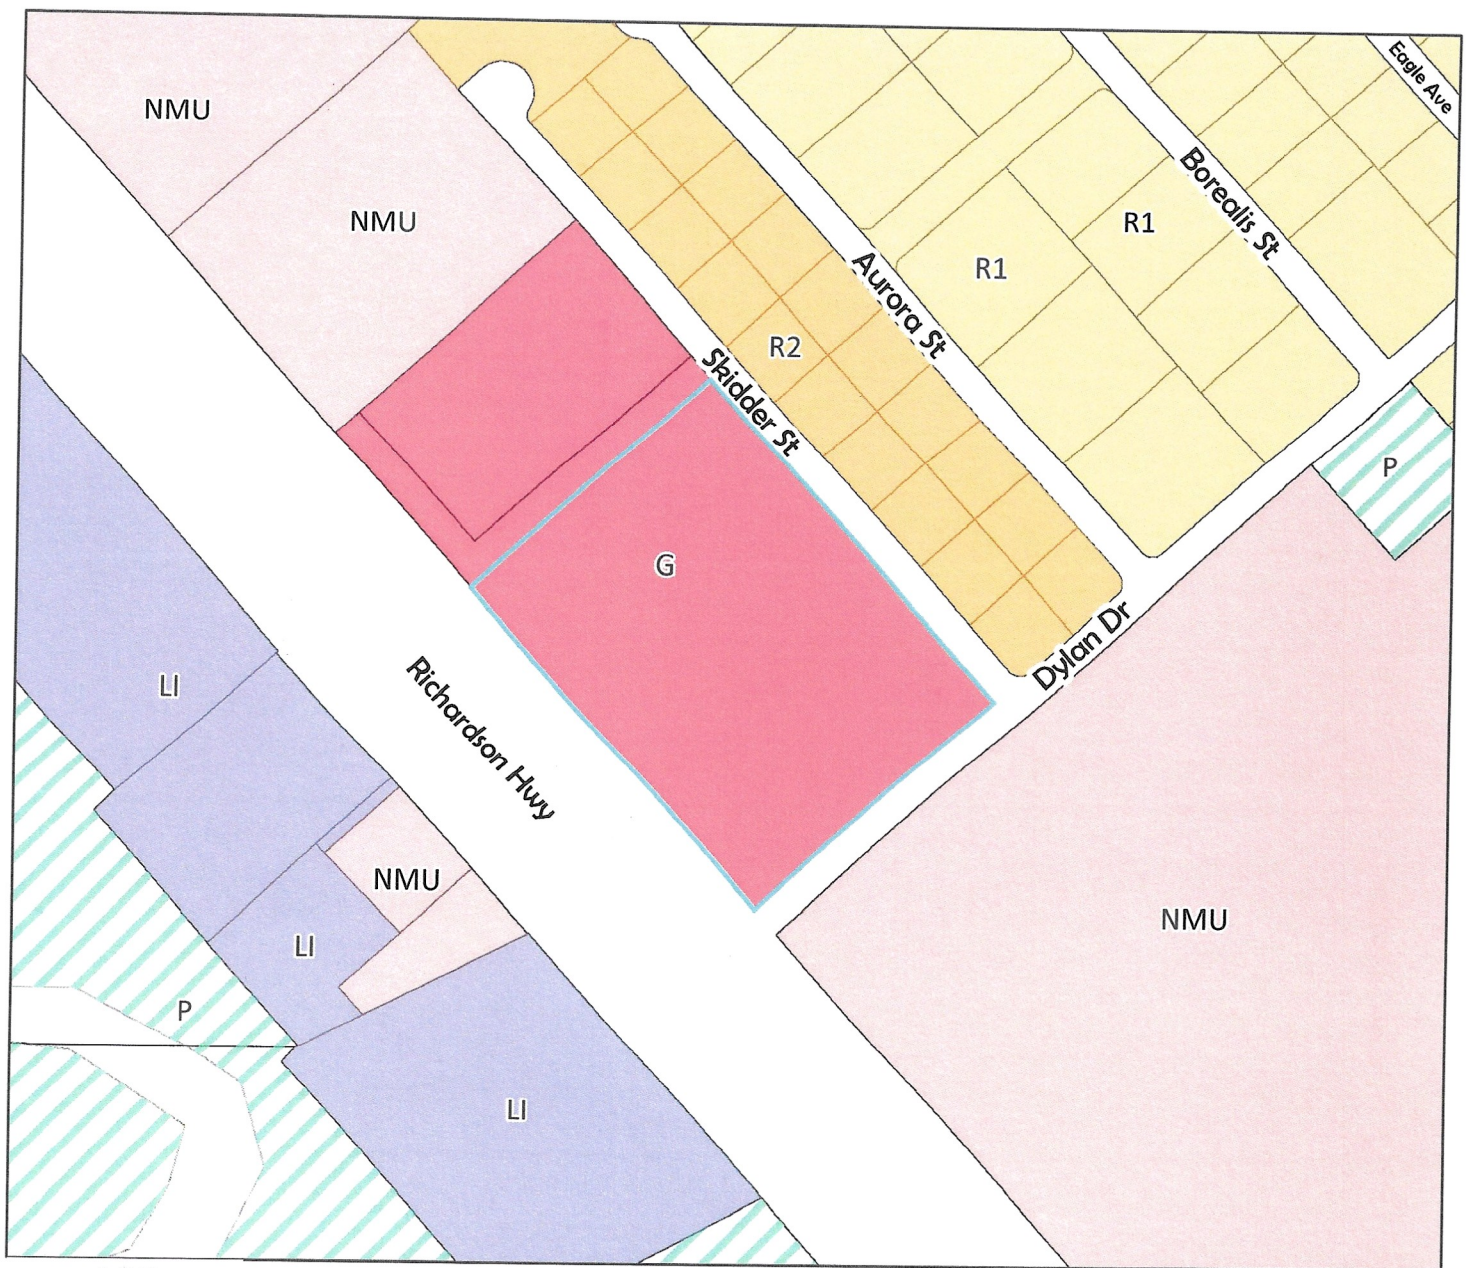 Eagle Ave
NMU
Borealis St
NMU
R1
R1
Aurora St
R2
Skidder St
P
G
Dylan Dr
LI
Richardson Hwy
NMU
NMU
LI
P
LI